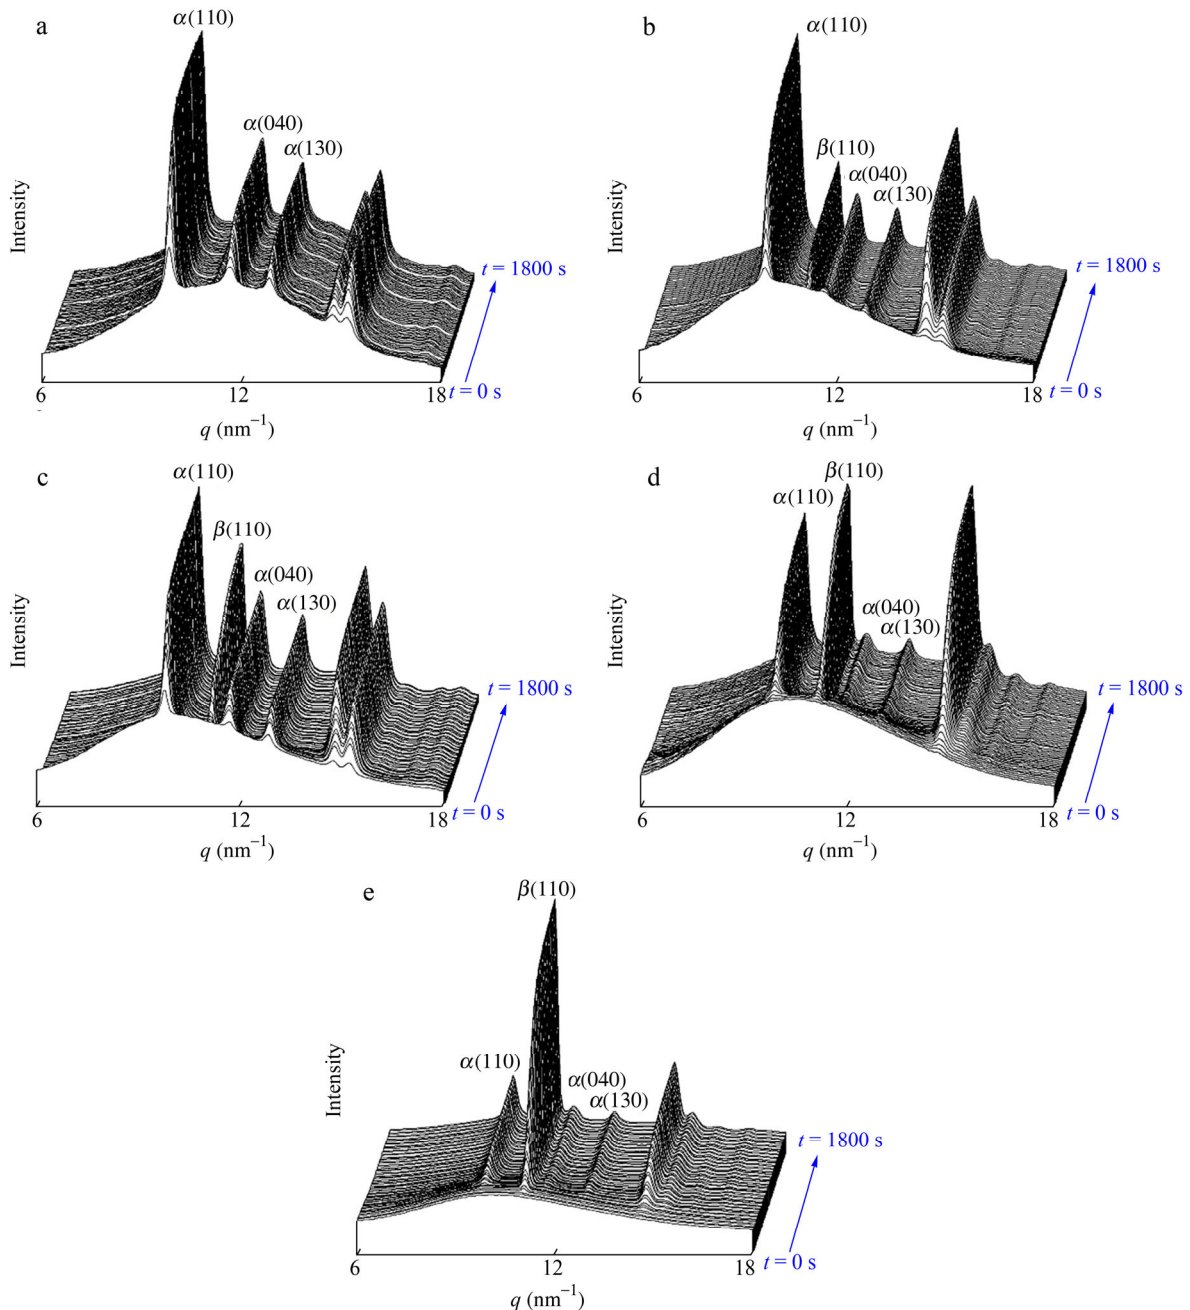 a
α(110)
α(040)
α(130)
Intensity
t = 1800 s
t = 0 s
6
12
18
q (nm⁻¹)
b
α(110)
β(110)
α(040)
α(130)
Intensity
t = 1800 s
t = 0 s
6
12
18
q (nm⁻¹)
c
α(110)
β(110)
α(040)
α(130)
Intensity
t = 1800 s
t = 0 s
6
12
18
q (nm⁻¹)
d
β(110)
α(110)
α(040)
α(130)
Intensity
t = 1800 s
t = 0 s
6
12
18
q (nm⁻¹)
e
β(110)
α(110)
α(040)
α(130)
Intensity
t = 1800 s
t = 0 s
6
12
18
q (nm⁻¹)